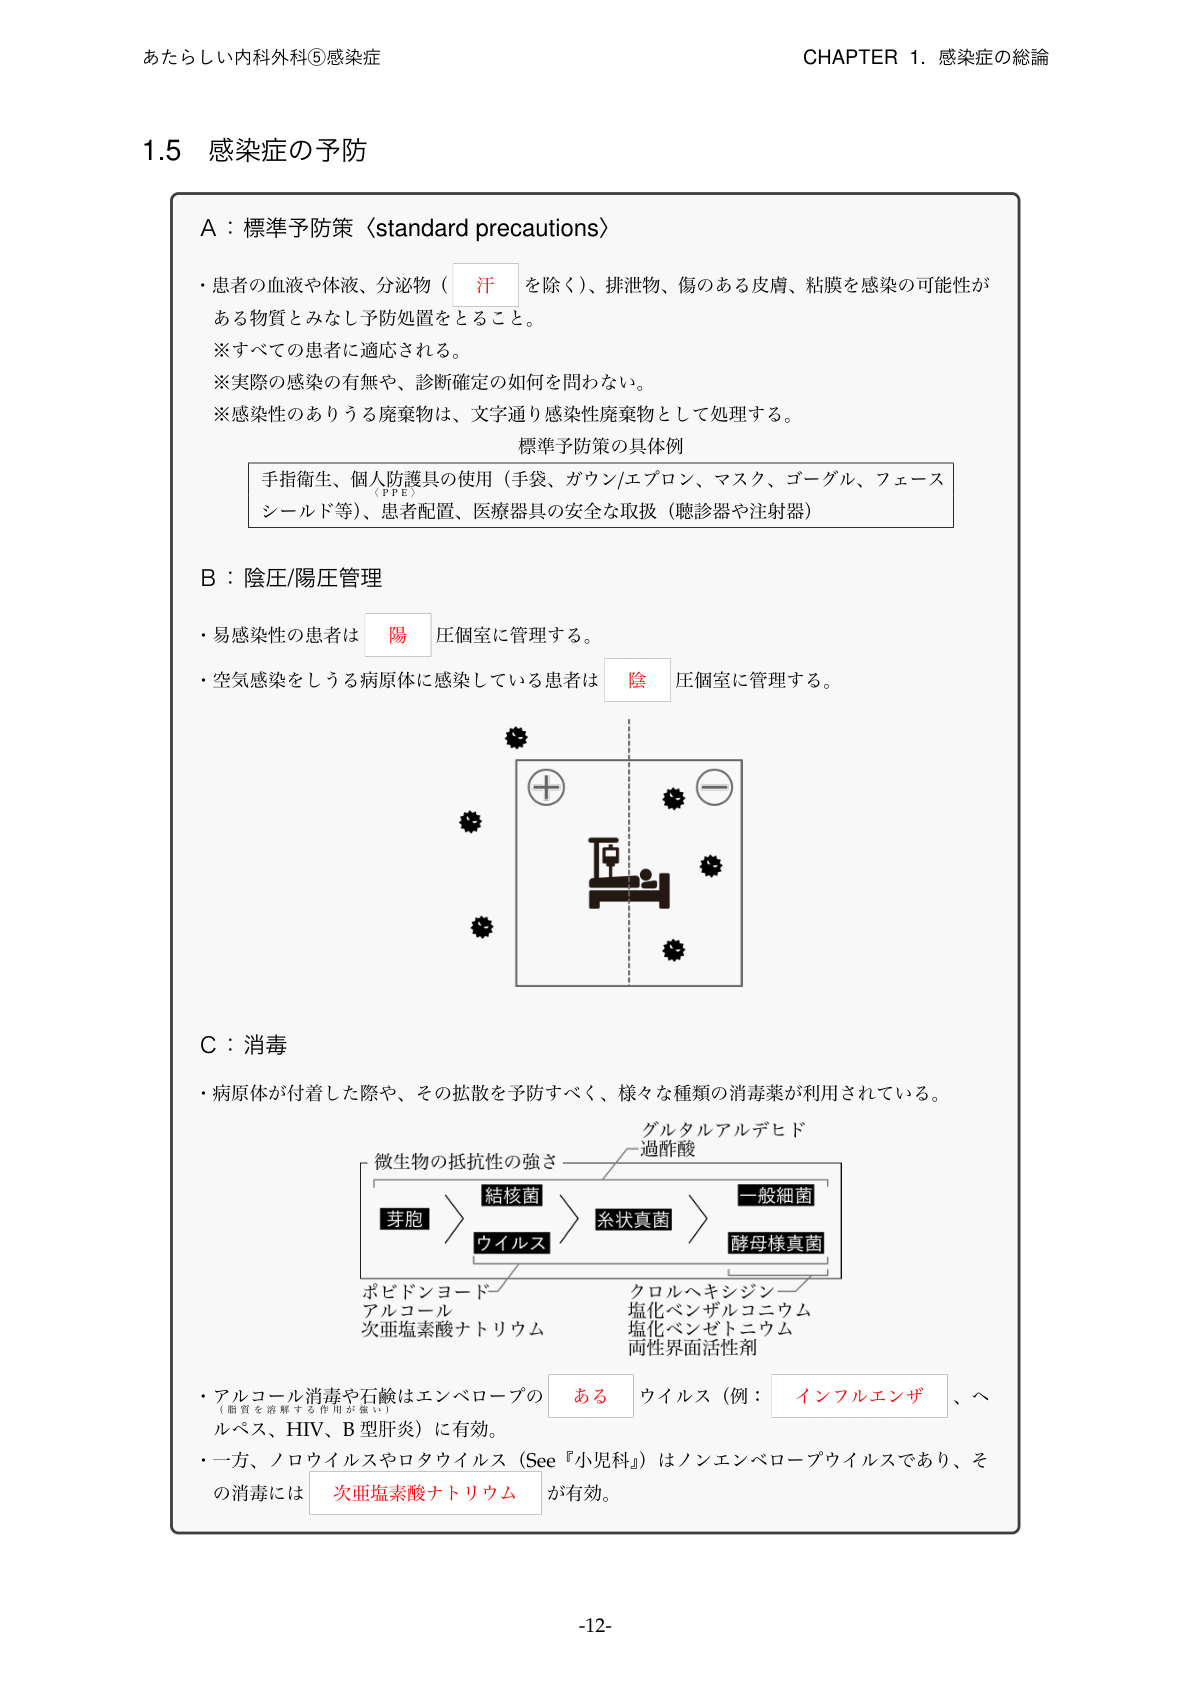 あたらしい内科外科⑤感染症
CHAPTER 1. 感染症の総論
1.5 感染症の予防
A：標準予防策〈standard precautions〉
・患者の血液や体液、分泌物（ 汗 を除く）、排泄物、傷のある皮膚、粘膜を感染の可能性が
ある物質とみなし予防処置をとること。
※すべての患者に適応される。
※実際の感染の有無や、診断確定の如何を問わない。
※感染性のありうる廃棄物は、文字通り感染性廃棄物として処理する。
標準予防策の具体例
手指衛生、個人防護具の使用（手袋、ガウン/エプロン、マスク、ゴーグル、フェース
〈PPE〉
シールド等）、患者配置、医療器具の安全な取扱（聴診器や注射器）
B：陰圧/陽圧管理
・易感染性の患者は 陽 圧個室に管理する。
・空気感染をしうる病原体に感染している患者は 陰 圧個室に管理する。
C：消毒
・病原体が付着した際や、その拡散を予防すべく、様々な種類の消毒薬が利用されている。
グルタルアルデヒド
過酢酸
微生物の抵抗性の強さ
結核菌
一般細菌
芽胞
糸状真菌
ウイルス
酵母様真菌
ポビドンヨード
アルコール
次亜塩素酸ナトリウム
クロルヘキシジン
塩化ベンザルコニウム
塩化ベンゼトニウム
両性界面活性剤
・アルコール消毒や石鹸はエンベロープの ある ウイルス（例： インフルエンザ 、ヘ
（脂質を溶解する作用が強い）
ルペス、HIV、B 型肝炎）に有効。
・一方、ノロウイルスやロタウイルス（See『小児科』）はノンエンベロープウイルスであり、そ
の消毒には 次亜塩素酸ナトリウム が有効。
-12-